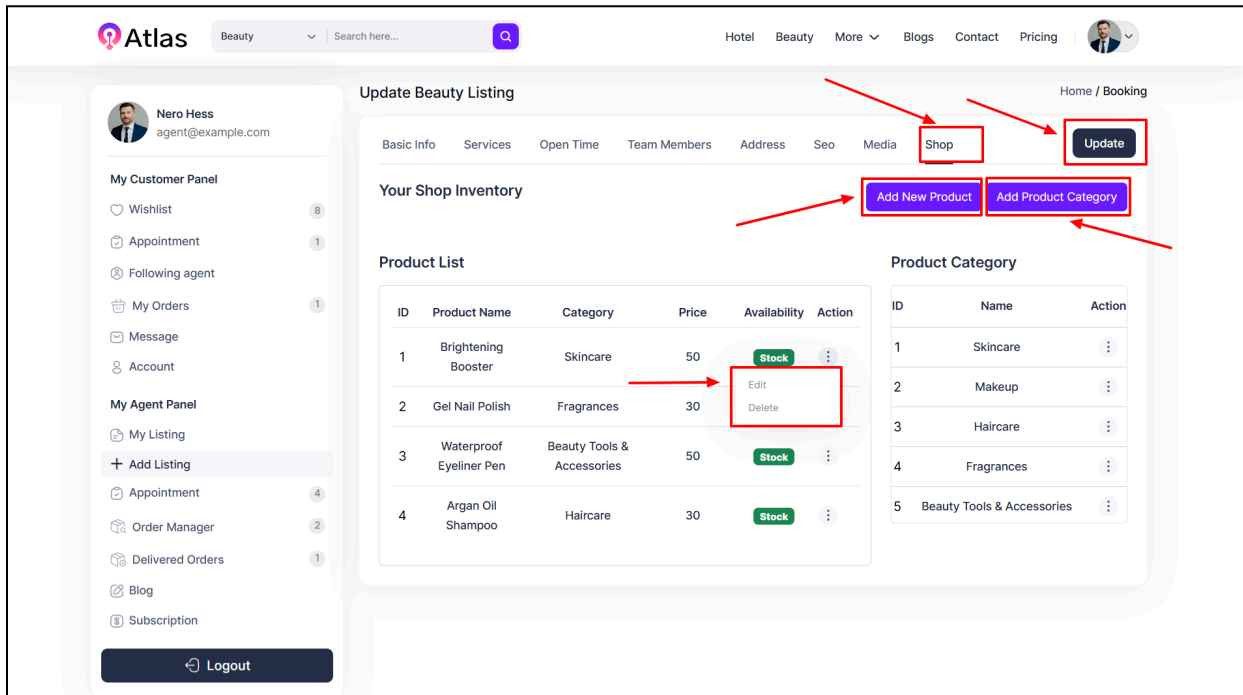 Atlas
Beauty
Search here...
Hotel
Beauty
More
Blogs
Contact
Pricing
Nero Hess
agent@example.com
My Customer Panel
Wishlist 8
Appointment 1
Following agent
My Orders 1
Message
Account
My Agent Panel
My Listing
Add Listing
Appointment 4
Order Manager 2
Delivered Orders 1
Blog
Subscription
Logout
Update Beauty Listing
Home / Booking
Basic Info
Services
Open Time
Team Members
Address
Seo
Media
Shop
Update
Your Shop Inventory
Add New Product
Add Product Category
Product List
ID Product Name Category Price Availability Action
1 Brightening Booster Skincare 50 Stock
Edit
Delete
2 Gel Nail Polish Fragrances 30
3 Waterproof Eyeliner Pen Beauty Tools & Accessories 50 Stock
4 Argan Oil Shampoo Haircare 30 Stock
Product Category
ID Name Action
1 Skincare
2 Makeup
3 Haircare
4 Fragrances
5 Beauty Tools & Accessories